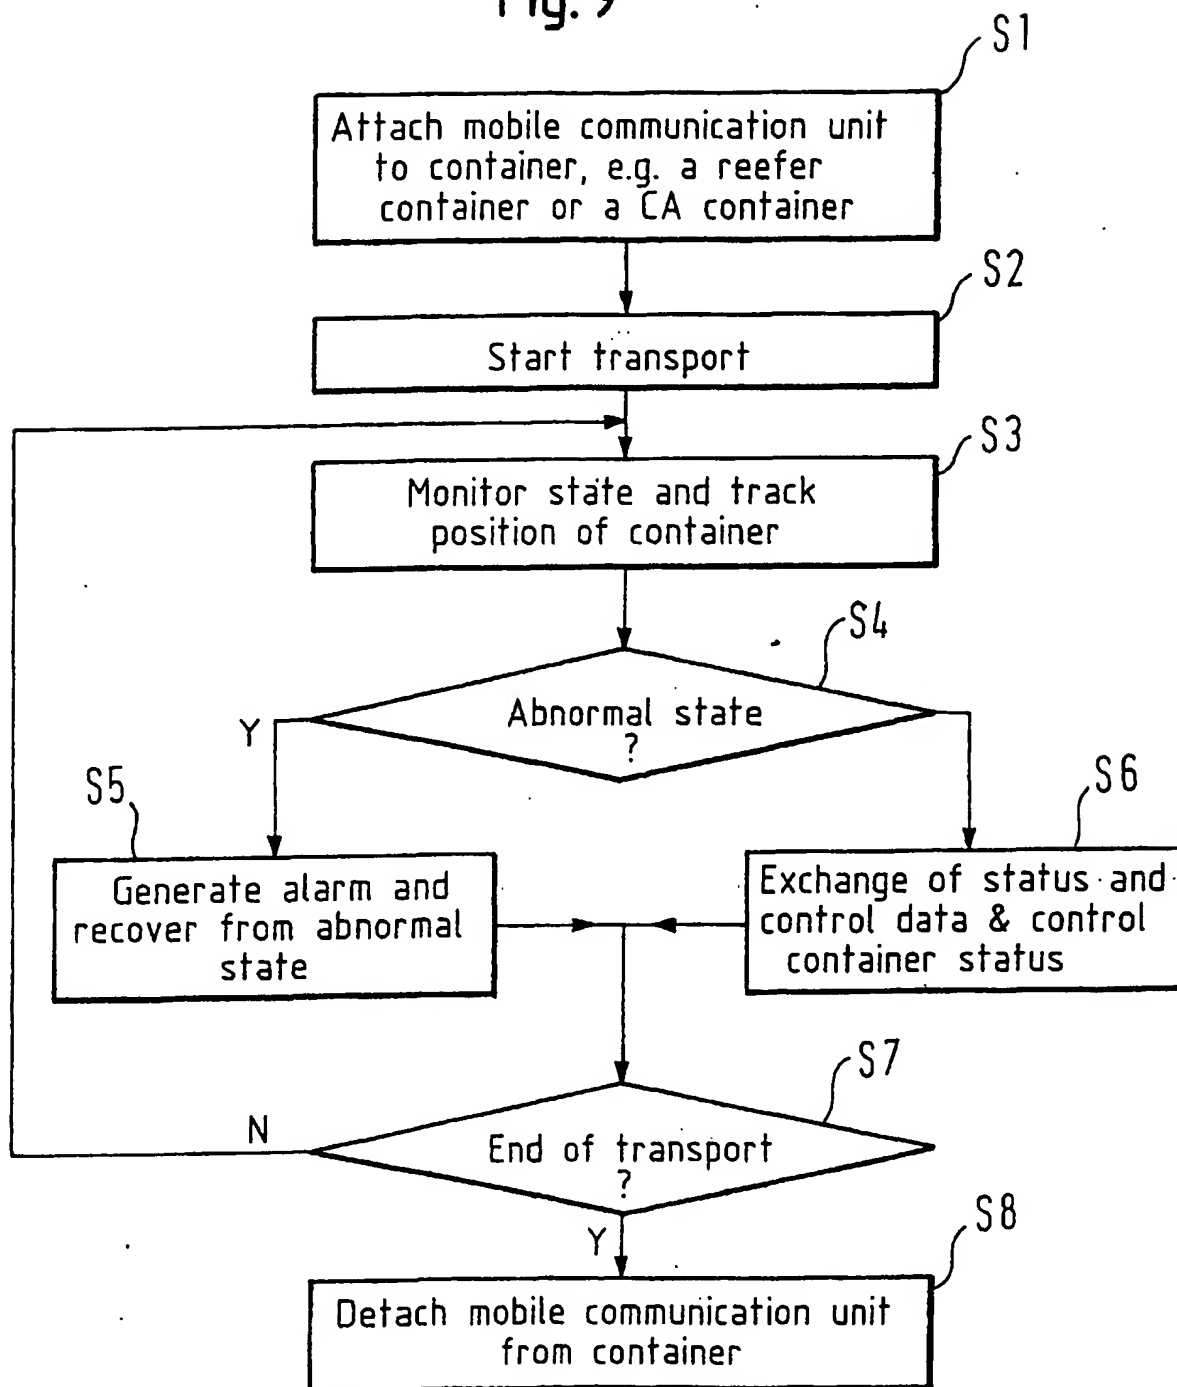 Fig. 9
S1
Attach mobile communication unit
to container, e.g. a reefer
container or a CA container
S2
Start transport
S3
Monitor state and track
position of container
S4
Abnormal state
?
Y
S5
Generate alarm and
recover from abnormal
state
S6
Exchange of status and
control data & control
container status
S7
End of transport
?
N
Y
S8
Detach mobile communication unit
from container